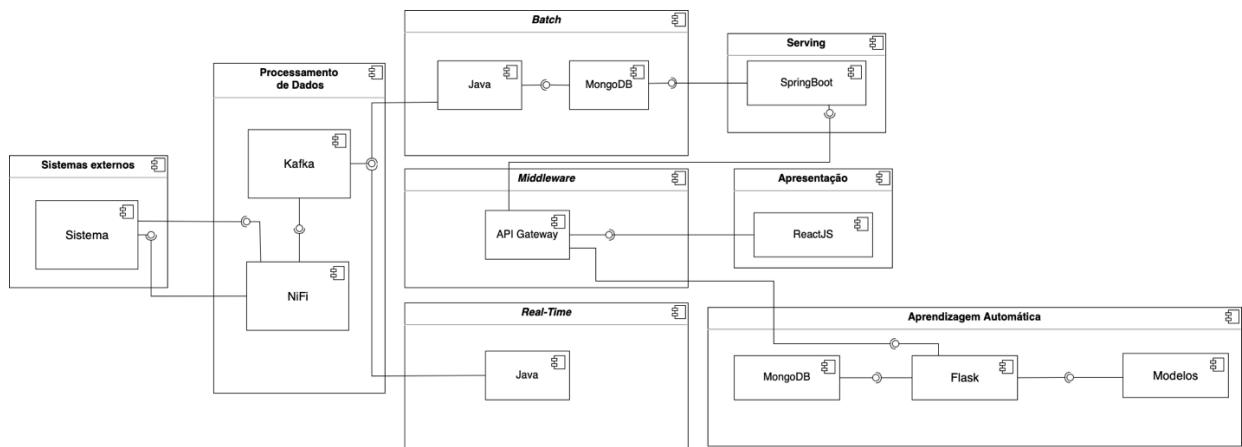 Batch
Java
MongoDB
Serving
SpringBoot
Processamento
de Dados
Kafka
NiFi
Sistemas externos
Sistema
Middleware
API Gateway
Apresentação
ReactJS
Real-Time
Java
Aprendizagem Automática
MongoDB
Flask
Modelos